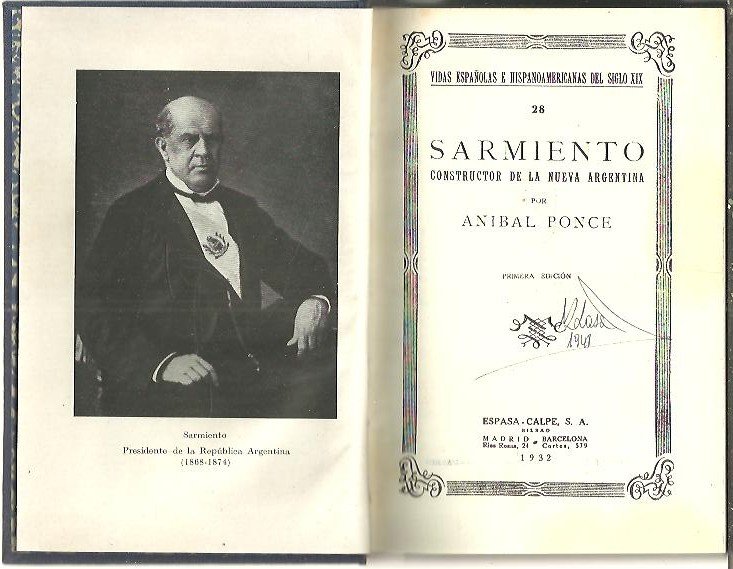 Sarmiento
Presidente de la República Argentina
(1868-1874)
VIDAS ESPAÑOLAS E HISPANOAMERICANAS DEL SIGLO XIX
28
SARMIENTO
CONSTRUCTOR DE LA NUEVA ARGENTINA
POR
ANIBAL PONCE
PRIMERA EDICIÓN
1941
ESPASA-CALPE, S. A.
BILBAO
MADRID BARCELONA
Ríos Rosas, 24 Cortes, 579
1932